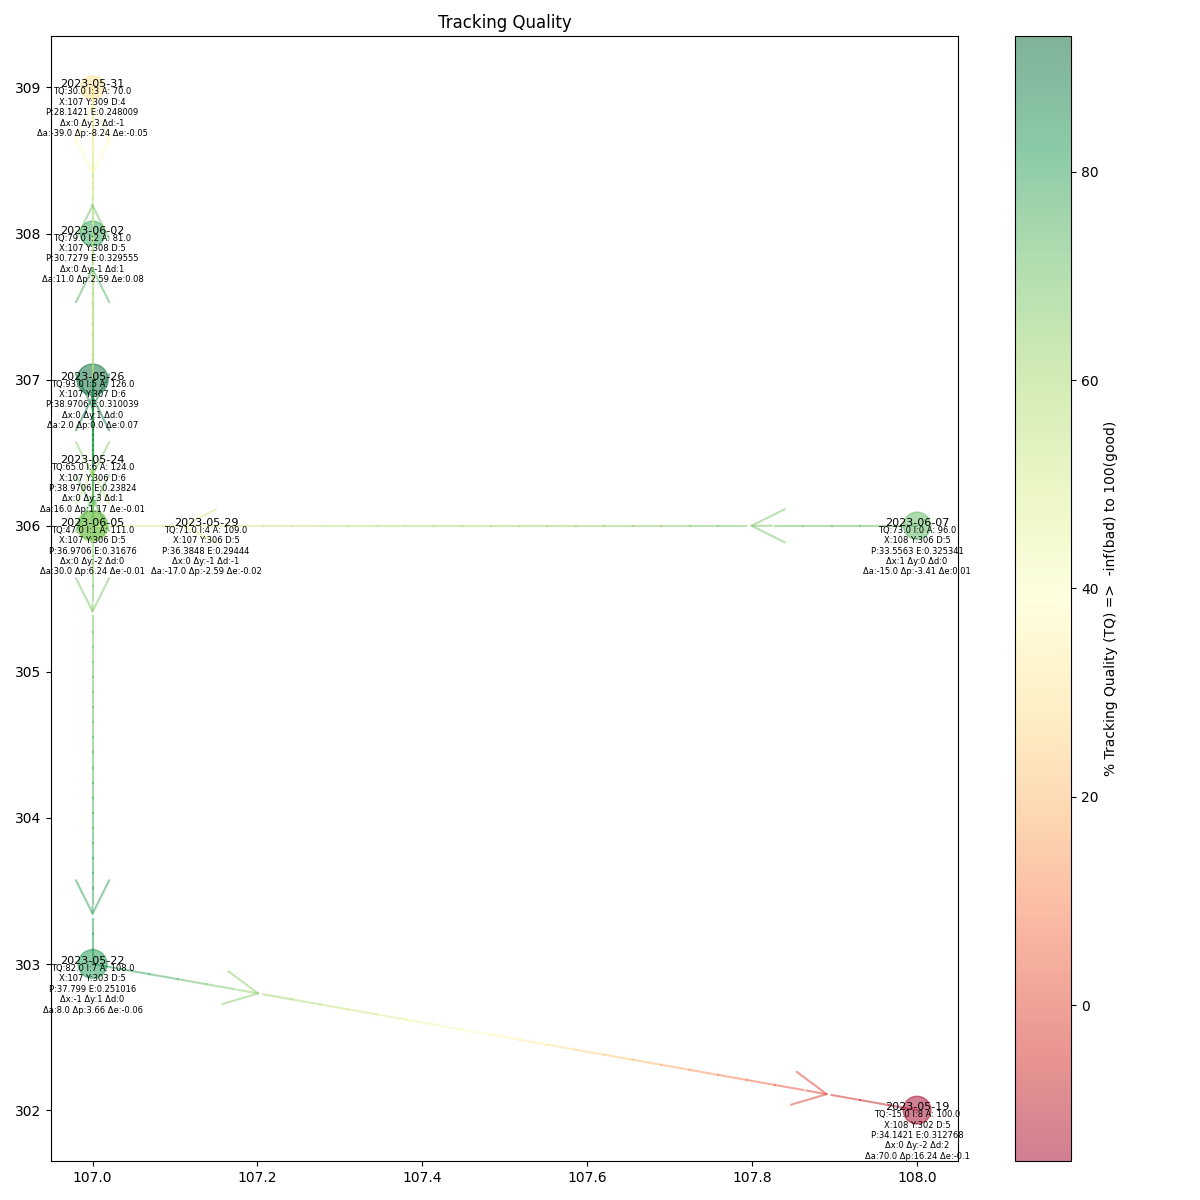 Tracking Quality
309
308
307
306
305
304
303
302
107.0
107.2
107.4
107.6
107.8
108.0
2023-05-31
TQ:30.0 I:3 A: 70.0
X:107 Y:309 D:4
P:28.1421 E:0.248009
Δx:0 Δy:3 Δd:-1
Δa:-39.0 Δp:-8.24 Δe:-0.05
2023-06-02
TQ:79.0 I:2 A: 81.0
X:107 Y:308 D:5
P:30.7279 E:0.329555
Δx:0 Δy:-1 Δd:1
Δa:11.0 Δp:2.59 Δe:0.08
2023-05-26
TQ:93.0 I:5 A: 126.0
X:107 Y:307 D:6
P:38.9706 E:0.310039
Δx:0 Δy:1 Δd:0
Δa:2.0 Δp:0.0 Δe:0.07
2023-05-24
TQ:65.0 I:6 A: 124.0
X:107 Y:306 D:6
P:38.9706 E:0.23824
Δx:0 Δy:3 Δd:1
Δa:16.0 Δp:1.17 Δe:-0.01
2023-06-05
TQ:47.0 I:1 A: 111.0
X:107 Y:306 D:5
P:36.9706 E:0.31676
Δx:0 Δy:-2 Δd:0
Δa:30.0 Δp:6.24 Δe:-0.01
2023-05-29
TQ:71.0 I:4 A: 109.0
X:107 Y:306 D:5
P:36.3848 E:0.29444
Δx:0 Δy:-1 Δd:-1
Δa:-17.0 Δp:-2.59 Δe:-0.02
2023-06-07
TQ:73.0 I:0 A: 96.0
X:108 Y:306 D:5
P:33.5563 E:0.325341
Δx:1 Δy:0 Δd:0
Δa:-15.0 Δp:-3.41 Δe:0.01
2023-05-22
TQ:82.0 I:7 A: 108.0
X:107 Y:303 D:5
P:37.799 E:0.251016
Δx:-1 Δy:1 Δd:0
Δa:8.0 Δp:3.66 Δe:-0.06
2023-05-19
TQ:-15.0 I:8 A: 100.0
X:108 Y:302 D:5
P:34.1421 E:0.312768
Δx:0 Δy:-2 Δd:2
Δa:70.0 Δp:16.24 Δe:-0.1
80
60
40
20
0
% Tracking Quality (TQ) => -inf(bad) to 100(good)